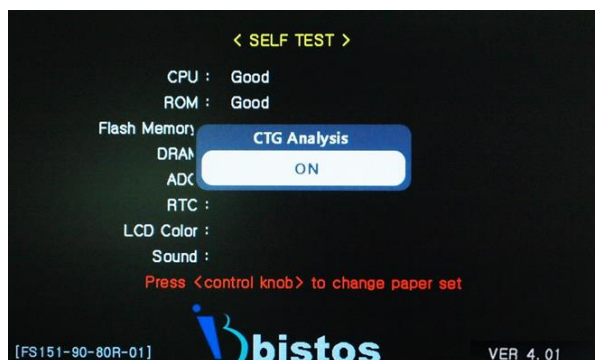 < SELF TEST >
CPU : Good
ROM : Good
Flash Memory
CTG Analysis
DRAM
ON
ADC
RTC :
LCD Color :
Sound :
Press <control knob> to change paper set
bistos
[FS151-90-80R-01]
VER 4.01